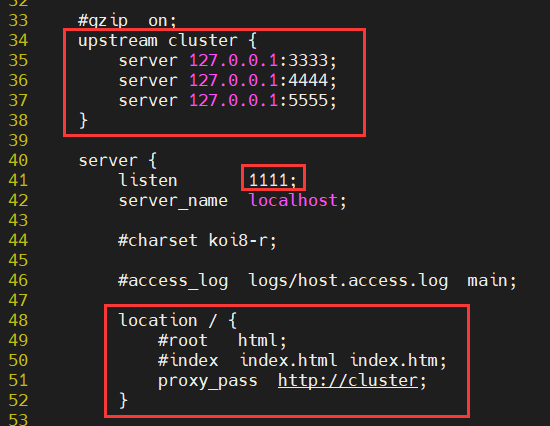 32
33 #gzip on;
34 upstream cluster {
35 server 127.0.0.1:3333;
36 server 127.0.0.1:4444;
37 server 127.0.0.1:5555;
38 }
39
40 server {
41 listen 1111;
42 server_name localhost;
43
44 #charset koi8-r;
45
46 #access_log logs/host.access.log main;
47
48 location / {
49 #root html;
50 #index index.html index.htm;
51 proxy_pass http://cluster;
52 }
53